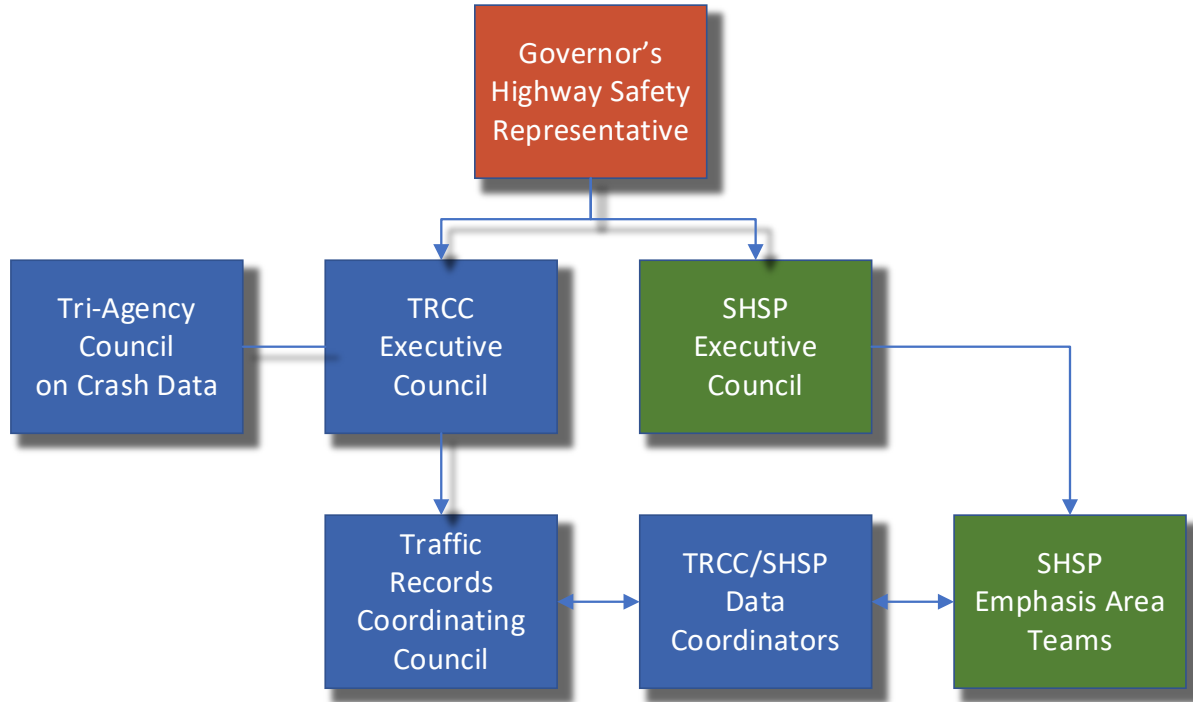 Governor’s
Highway Safety
Representative
Tri-Agency
Council
on Crash Data
TRCC
Executive
Council
SHSP
Executive
Council
Traffic
Records
Coordinating
Council
TRCC/SHSP
Data
Coordinators
SHSP
Emphasis Area
Teams